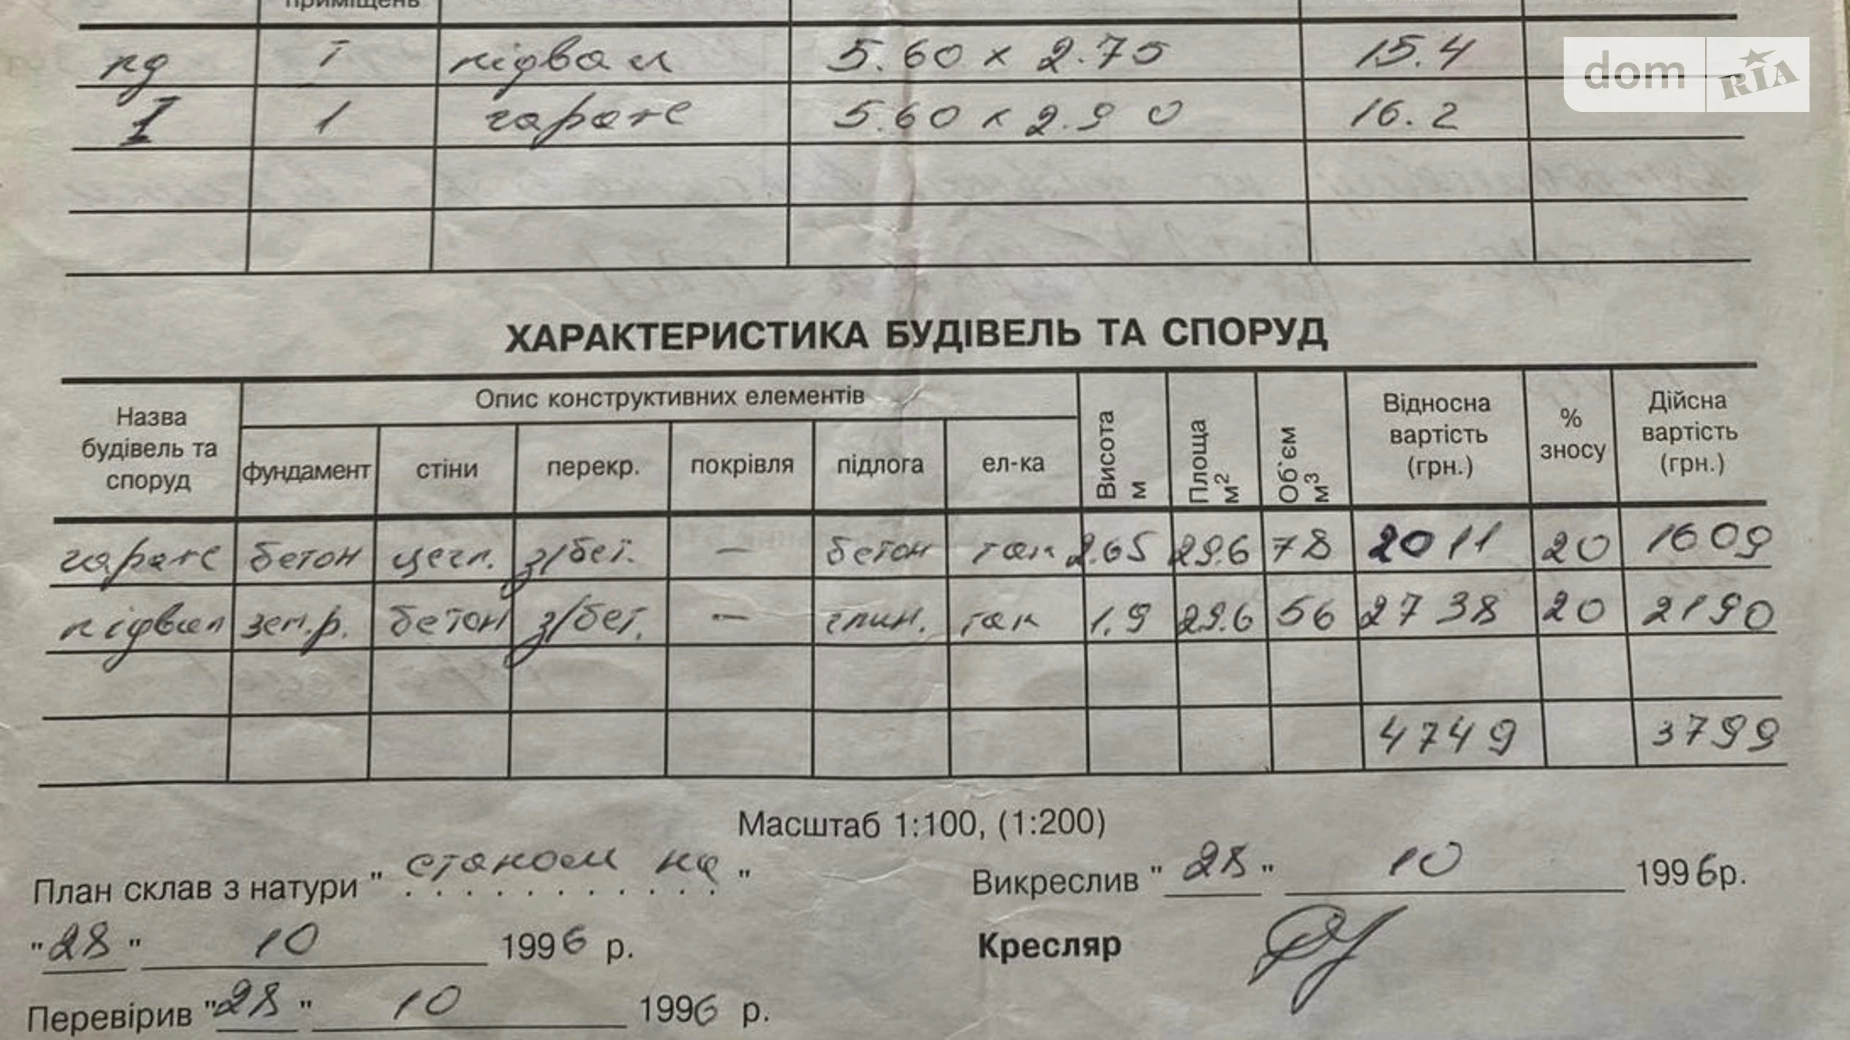 приміщень
пд І підвал 5.60 x 2.75 15.4
І 1 гараж 5.60 x 2.90 16.2
dom RIA
ХАРАКТЕРИСТИКА БУДІВЕЛЬ ТА СПОРУД
Назва будівель та споруд Опис конструктивних елементів Висота м Площа м² Об'єм м³ Відносна вартість (грн.) % зносу Дійсна вартість (грн.)
фундамент стіни перекр. покрівля підлога ел-ка
гараж бетон цегл. з/бет. — бетон так 2.65 29.6 78 2011 20 1609
підвал зем.р. бетон з/бет. — глин. так 1.9 29.6 56 2738 20 2190
4749 3799
Масштаб 1:100, (1:200)
План склав з натури " станом на "
"28" 10 1996 р.
Перевірив "28" 10 1996 р.
Викреслив "28" 10 1996р.
Кресляр